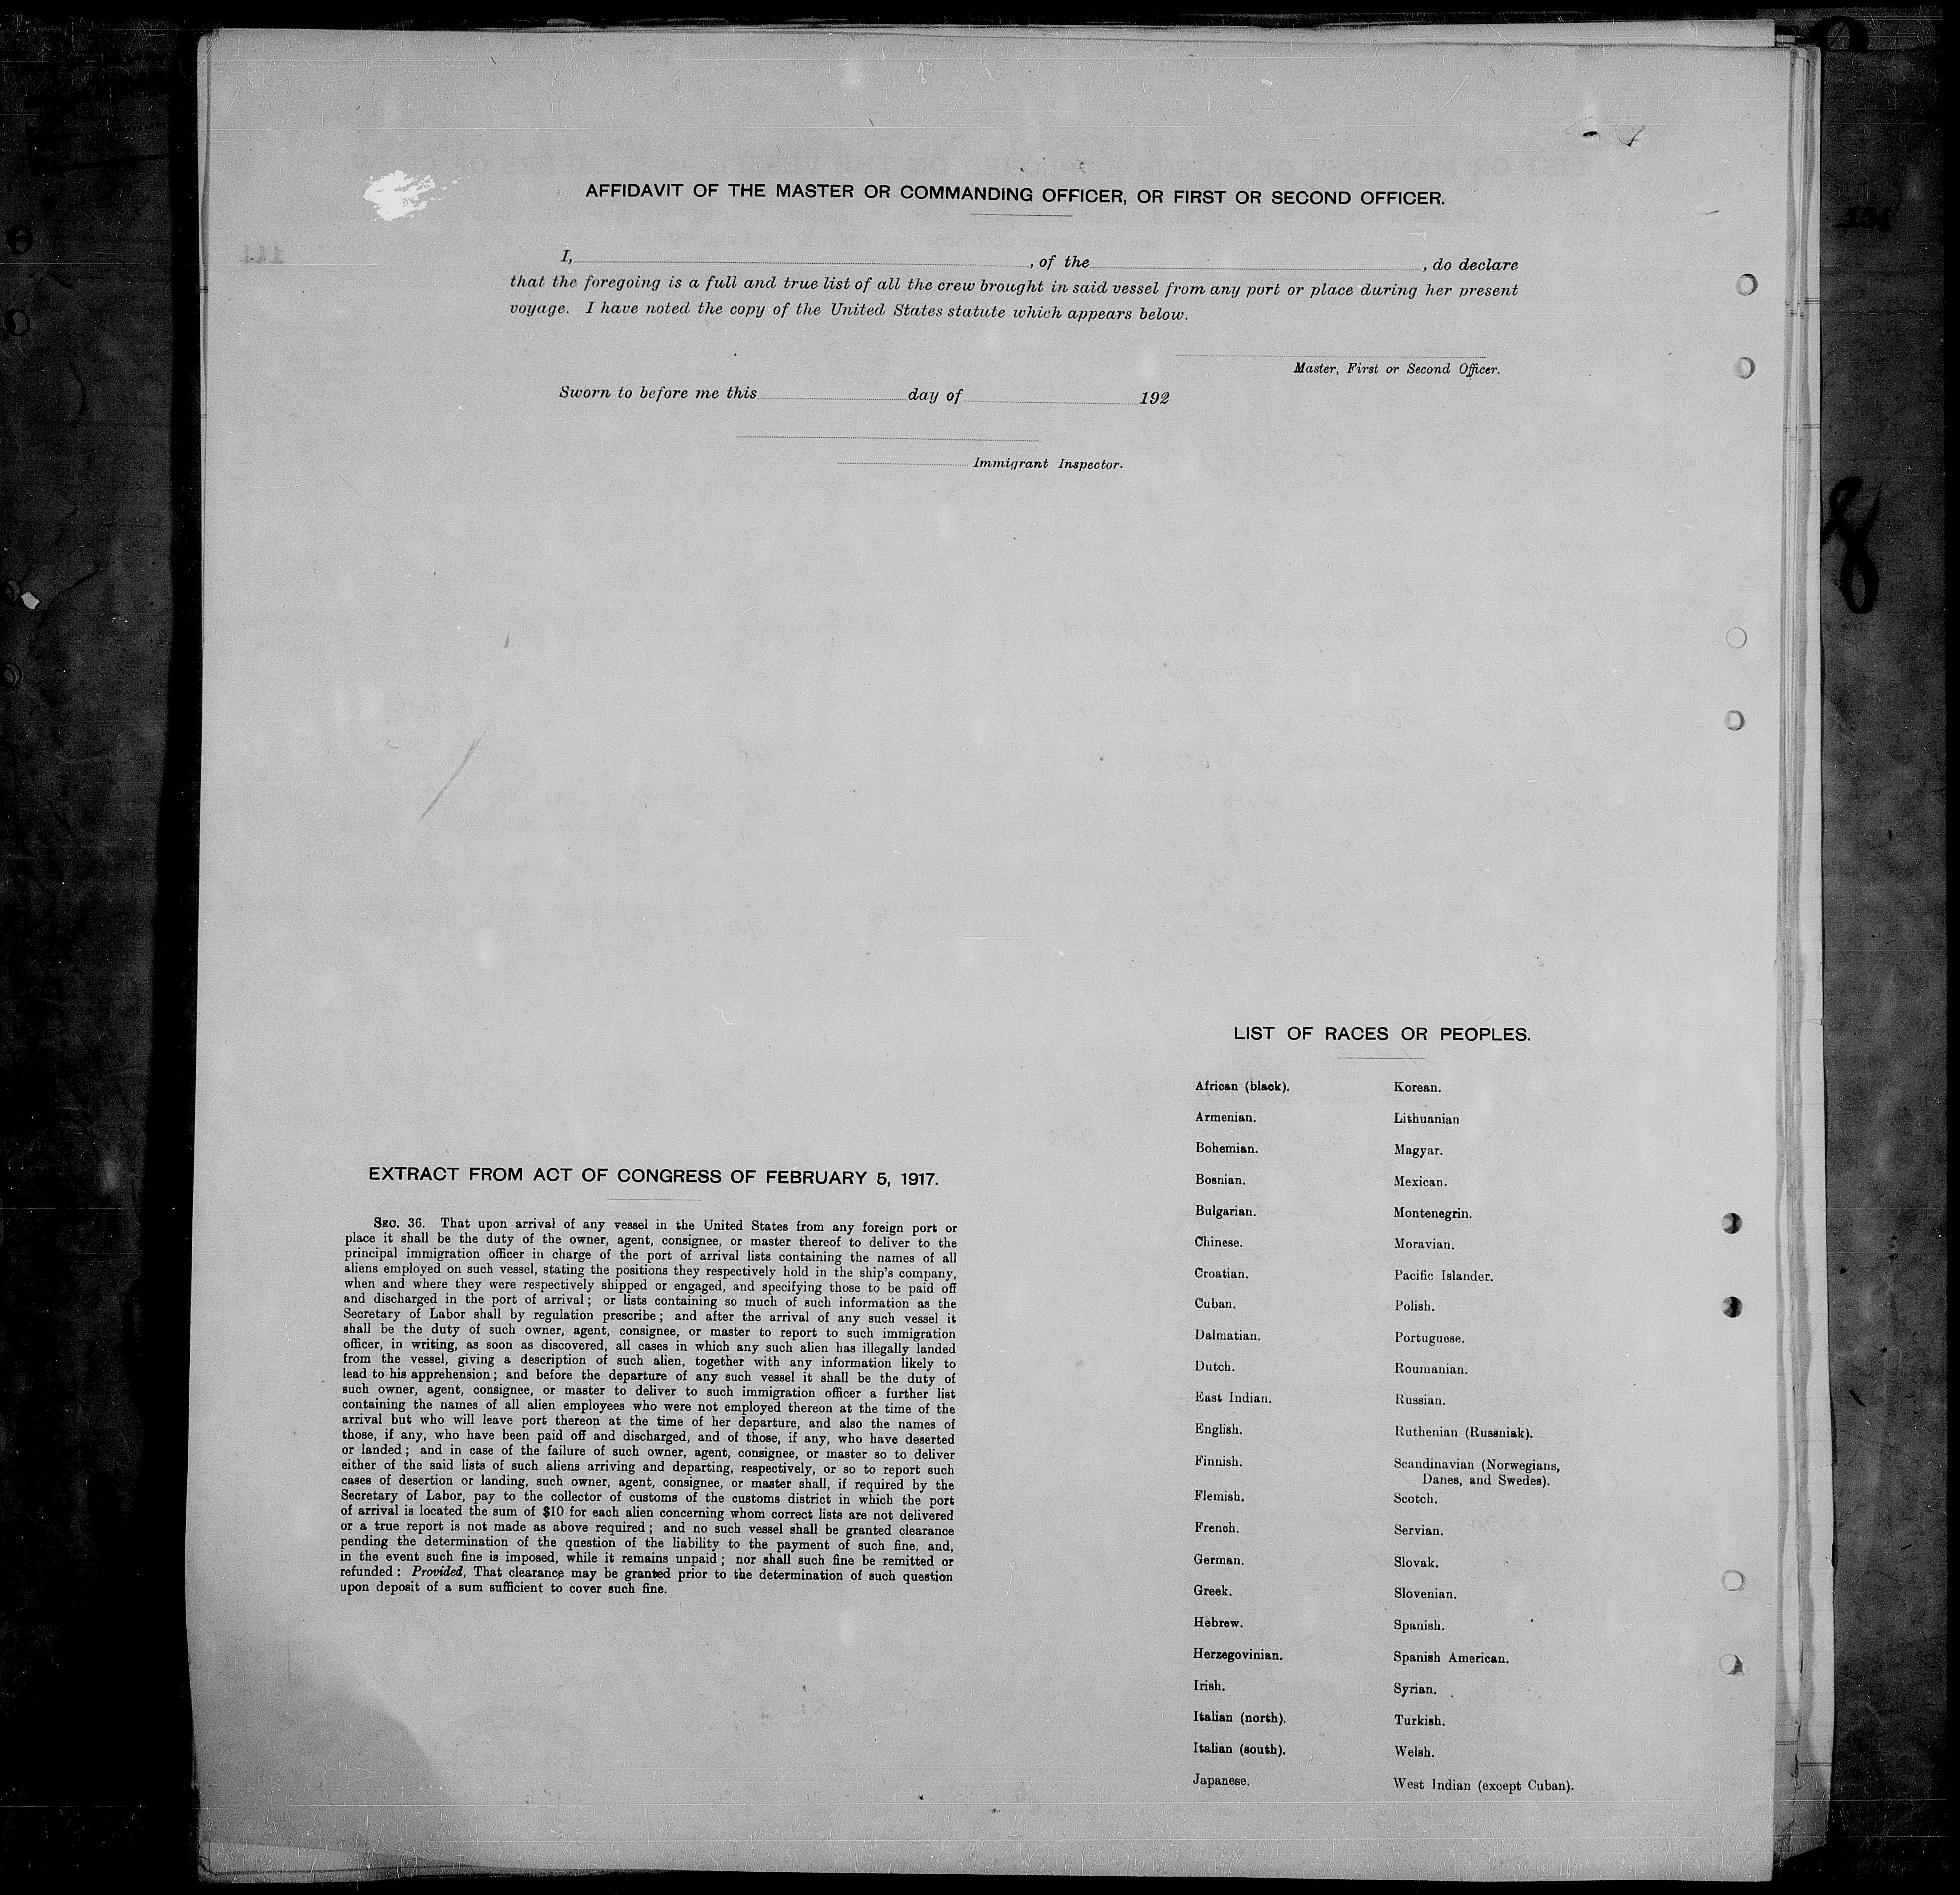 AFFIDAVIT OF THE MASTER OR COMMANDING OFFICER, OR FIRST OR SECOND OFFICER.
I, , of the , do declare
that the foregoing is a full and true list of all the crew brought in said vessel from any port or place during her present
voyage. I have noted the copy of the United States statute which appears below.
Master, First or Second Officer.
Sworn to before me this day of 192
Immigrant Inspector.
8
EXTRACT FROM ACT OF CONGRESS OF FEBRUARY 5, 1917.
SEC. 36. That upon arrival of any vessel in the United States from any foreign port or
place it shall be the duty of the owner, agent, consignee, or master thereof to deliver to the
principal immigration officer in charge of the port of arrival lists containing the names of all
aliens employed on such vessel, stating the positions they respectively hold in the ship's company,
when and where they were respectively shipped or engaged, and specifying those to be paid off
and discharged in the port of arrival; or lists containing so much of such information as the
Secretary of Labor shall by regulation prescribe; and after the arrival of any such vessel it
shall be the duty of such owner, agent, consignee, or master to report to such immigration
officer, in writing, as soon as discovered, all cases in which any such alien has illegally landed
from the vessel, giving a description of such alien, together with any information likely to
lead to his apprehension; and before the departure of any such vessel it shall be the duty of
such owner, agent, consignee, or master to deliver to such immigration officer a further list
containing the names of all alien employees who were not employed thereon at the time of the
arrival but who will leave port thereon at the time of her departure, and also the names of
those, if any, who have been paid off and discharged, and of those, if any, who have deserted
or landed; and in case of the failure of such owner, agent, consignee, or master so to deliver
either of the said lists of such aliens arriving and departing, respectively, or so to report such
cases of desertion or landing, such owner, agent, consignee, or master shall, if required by the
Secretary of Labor, pay to the collector of customs of the customs district in which the port
of arrival is located the sum of $10 for each alien concerning whom correct lists are not delivered
or a true report is not made as above required; and no such vessel shall be granted clearance
pending the determination of the question of the liability to the payment of such fine, and,
in the event such fine is imposed, while it remains unpaid; nor shall such fine be remitted or
refunded: Provided, That clearance may be granted prior to the determination of such question
upon deposit of a sum sufficient to cover such fine.
LIST OF RACES OR PEOPLES.
African (black).
Armenian.
Bohemian.
Bosnian.
Bulgarian.
Chinese.
Croatian.
Cuban.
Dalmatian.
Dutch.
East Indian.
English.
Finnish.
Flemish.
French.
German.
Greek.
Hebrew.
Herzegovinian.
Irish.
Italian (north).
Italian (south).
Japanese.
Korean.
Lithuanian
Magyar.
Mexican.
Montenegrin.
Moravian.
Pacific Islander.
Polish.
Portuguese.
Roumanian.
Russian.
Ruthenian (Russniak).
Scandinavian (Norwegians,
Danes, and Swedes).
Scotch.
Servian.
Slovak.
Slovenian.
Spanish.
Spanish American.
Syrian.
Turkish.
Welsh.
West Indian (except Cuban).